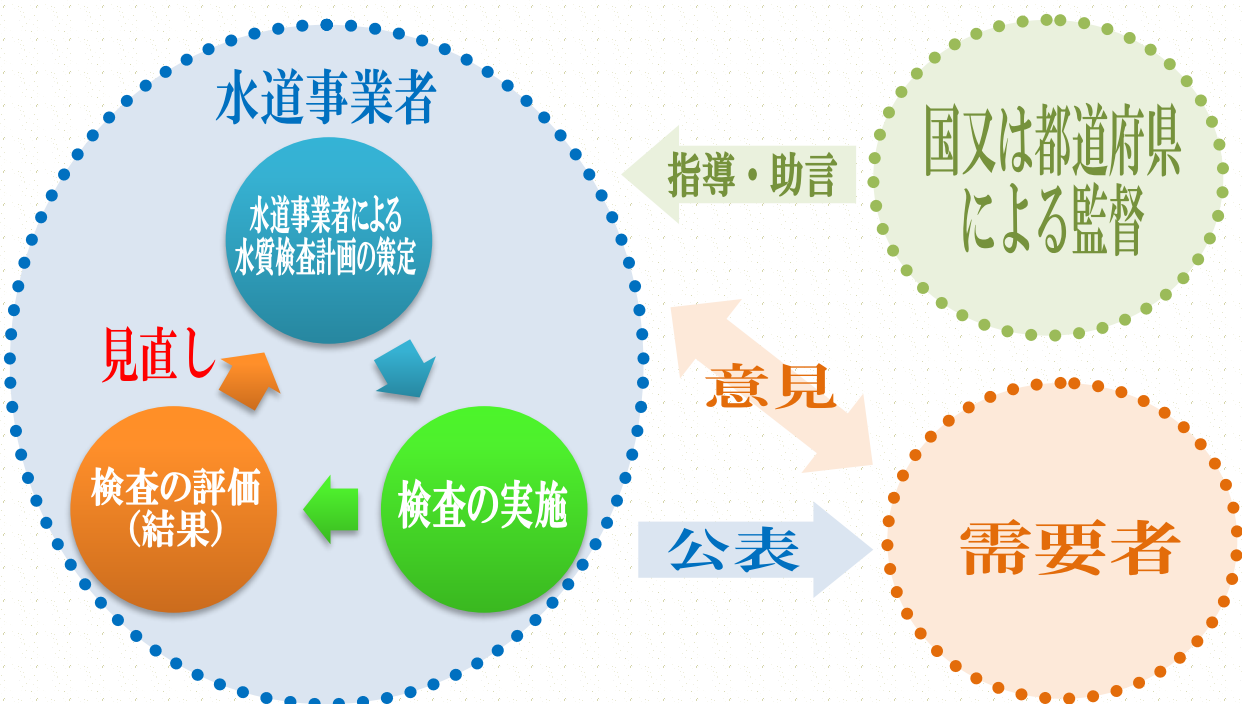 水道事業者
水道事業者による
水質検査計画の策定
見直し
検査の評価
（結果）
検査の実施
国又は都道府県
による監督
指導・助言
意見
公表
需要者